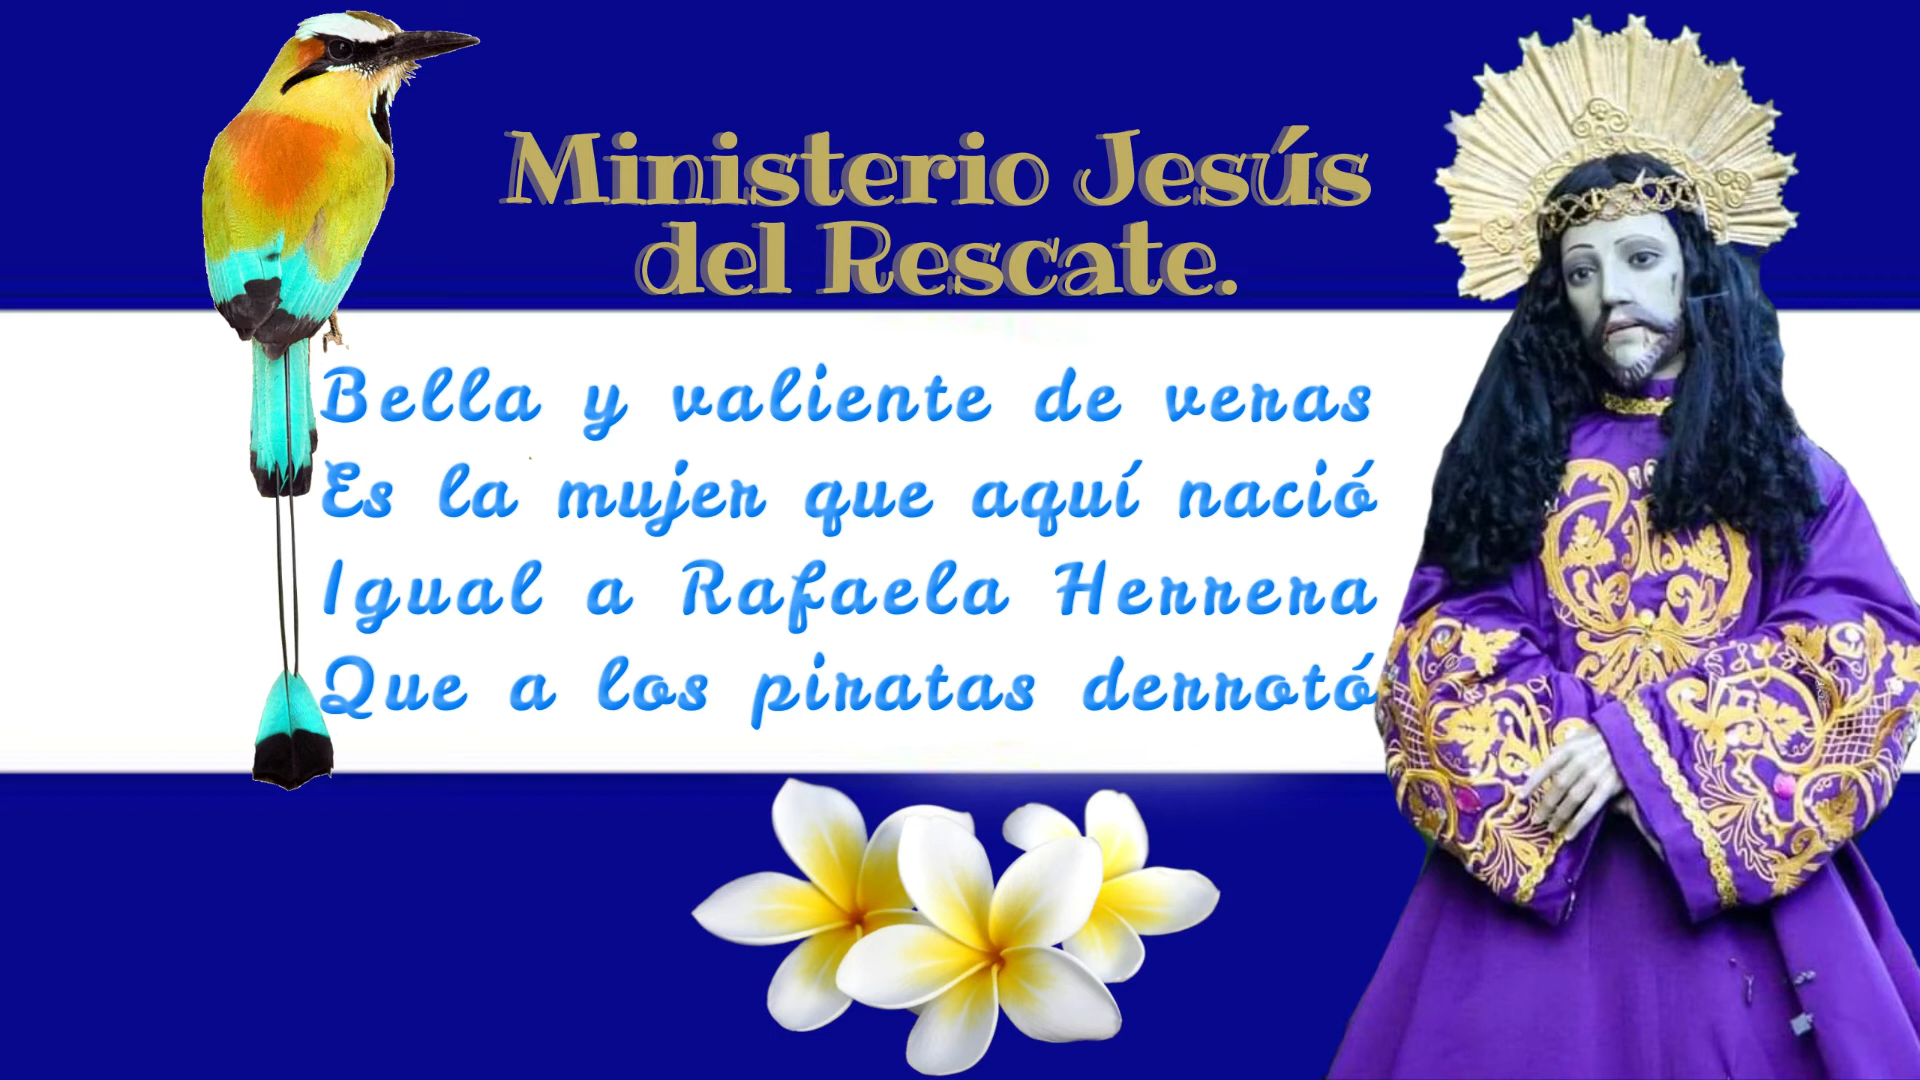 Ministerio Jesús
del Rescate.
Bella y valiente de veras
Es la mujer que aquí nació
Igual a Rafaela Herrera
Que a los piratas derrotó